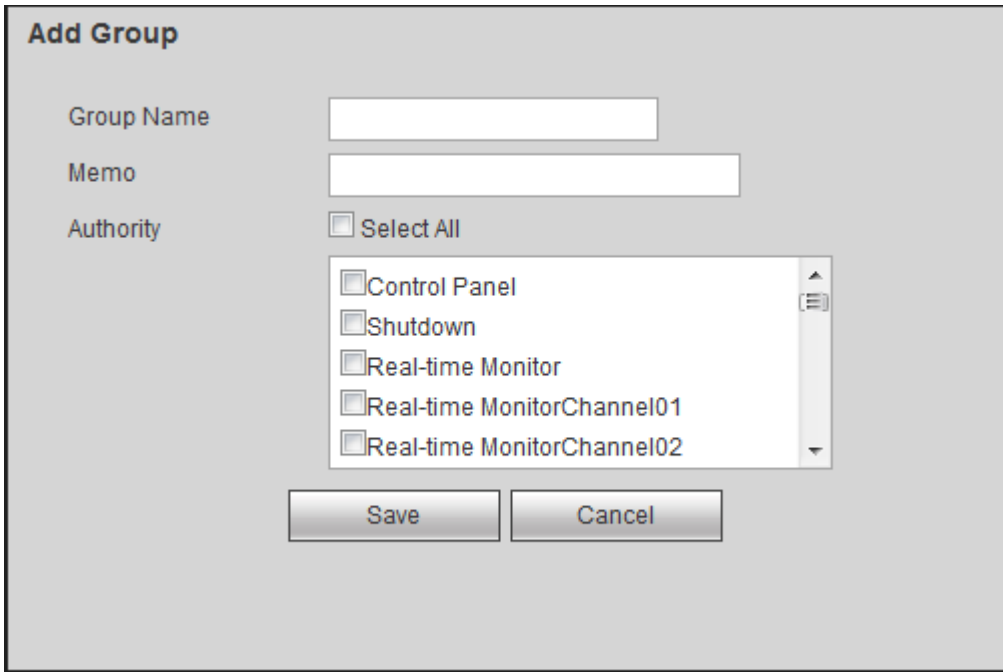 Add Group
Group Name
Memo
Authority
Select All
Control Panel
Shutdown
Real-time Monitor
Real-time MonitorChannel01
Real-time MonitorChannel02
Save
Cancel